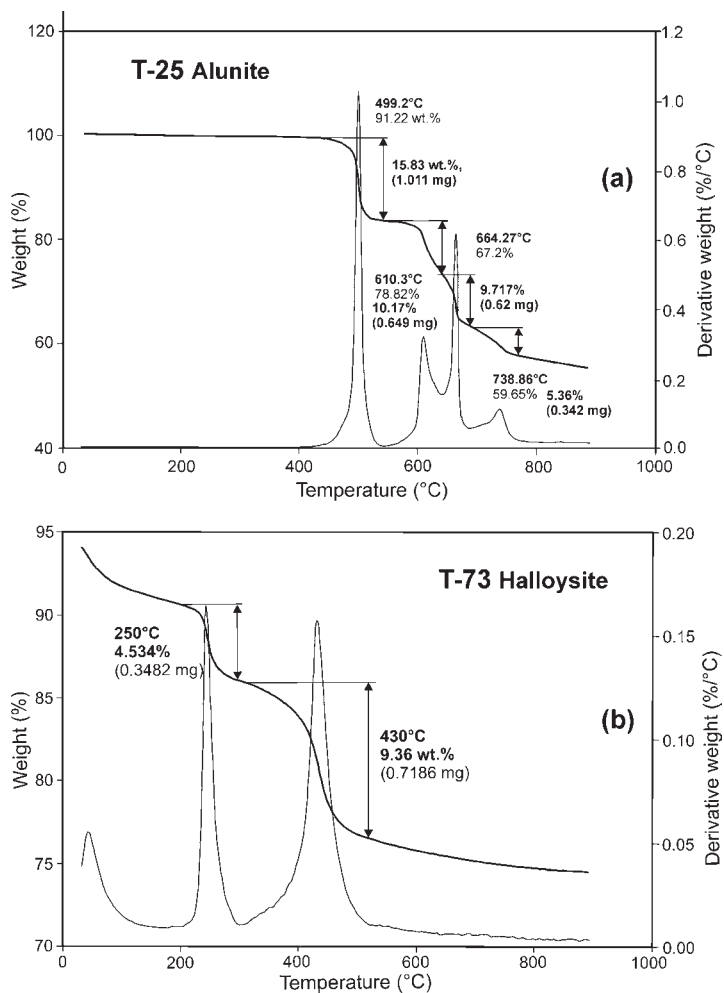 T-25 Alunite
(a)
120
100
80
60
40
Weight (%)
1.2
1.0
0.8
0.6
0.4
0.2
0.0
Derivative weight (%/°C)
499.2°C
91.22 wt.%
15.83 wt.%,
(1.011 mg)
664.27°C
67.2%
610.3°C
78.82%
10.17%
(0.649 mg)
9.717%
(0.62 mg)
738.86°C
59.65%
5.36%
(0.342 mg)
0 200 400 600 800 1000
Temperature (°C)
T-73 Halloysite
(b)
95
90
85
80
75
70
Weight (%)
0.20
0.15
0.10
0.05
0.00
Derivative weight (%/°C)
250°C
4.534%
(0.3482 mg)
430°C
9.36 wt.%
(0.7186 mg)
0 200 400 600 800 1000
Temperature (°C)